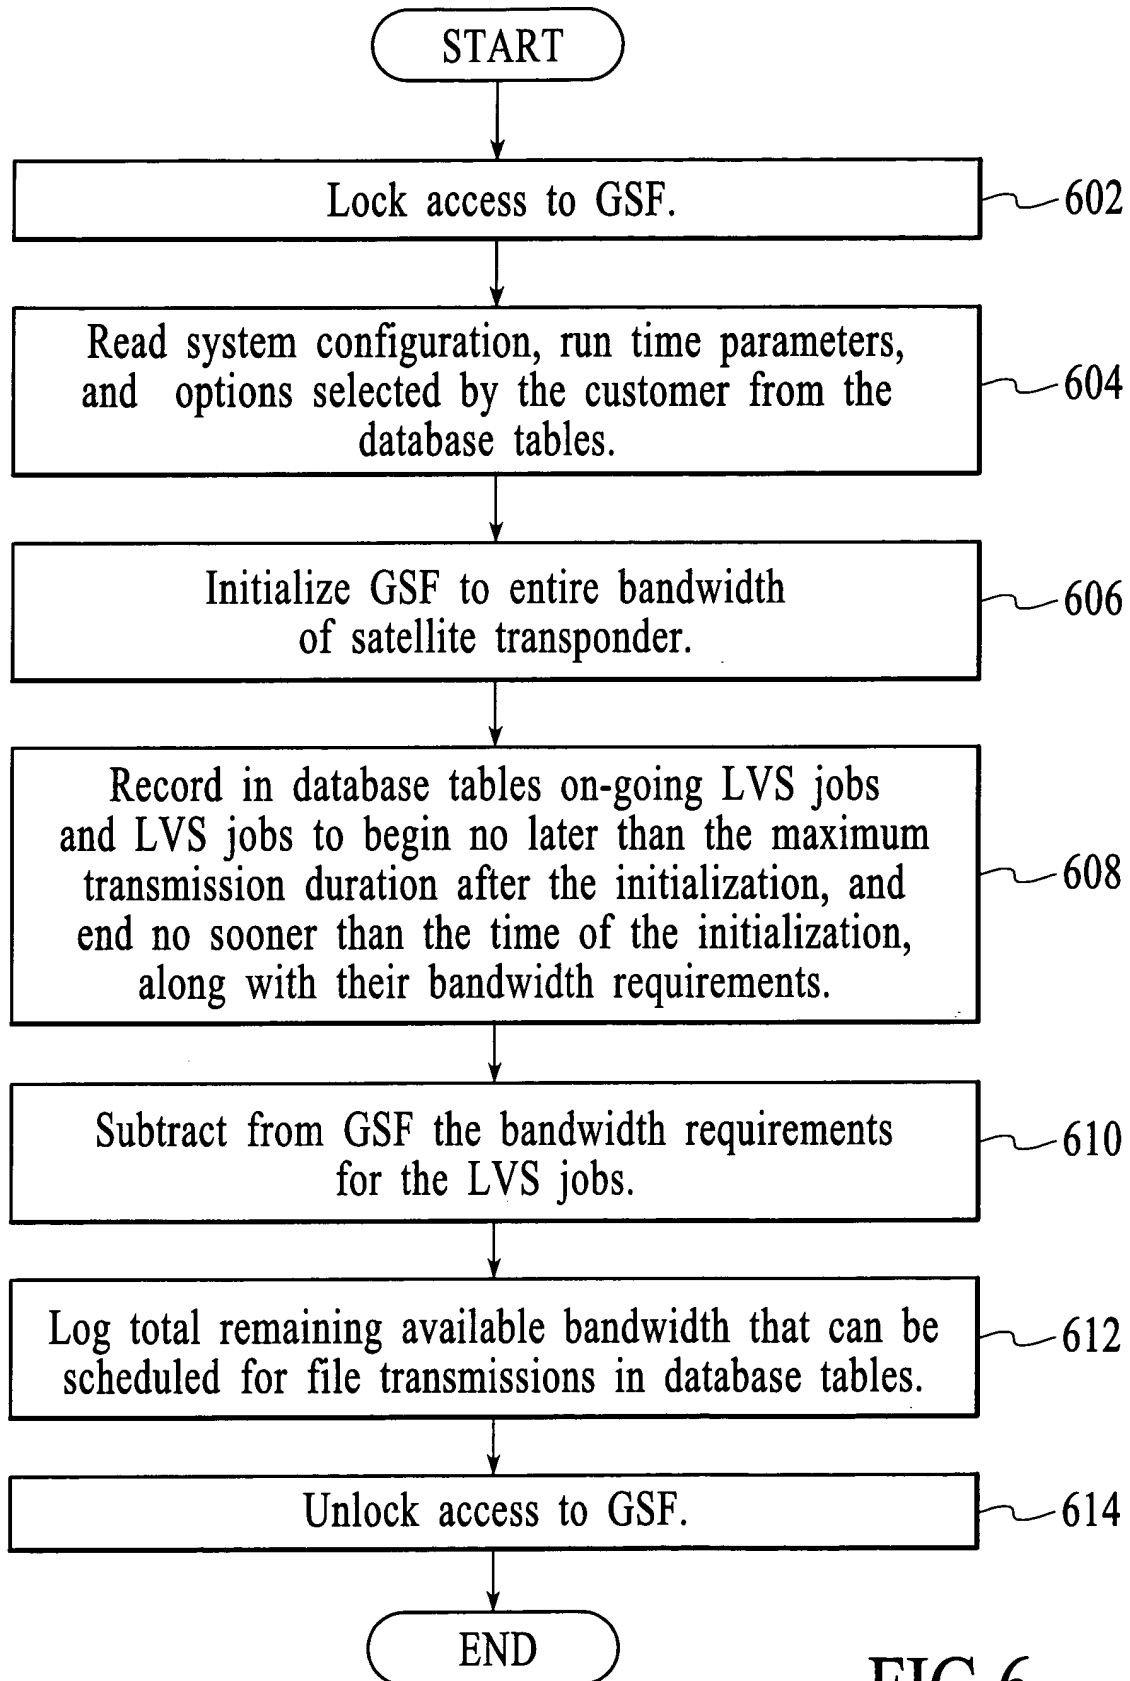 START
Lock access to GSF.
602
Read system configuration, run time parameters,
and options selected by the customer from the
database tables.
604
Initialize GSF to entire bandwidth
of satellite transponder.
606
Record in database tables on-going LVS jobs
and LVS jobs to begin no later than the maximum
transmission duration after the initialization, and
end no sooner than the time of the initialization,
along with their bandwidth requirements.
608
Subtract from GSF the bandwidth requirements
for the LVS jobs.
610
Log total remaining available bandwidth that can be
scheduled for file transmissions in database tables.
612
Unlock access to GSF.
614
END
FIG.6